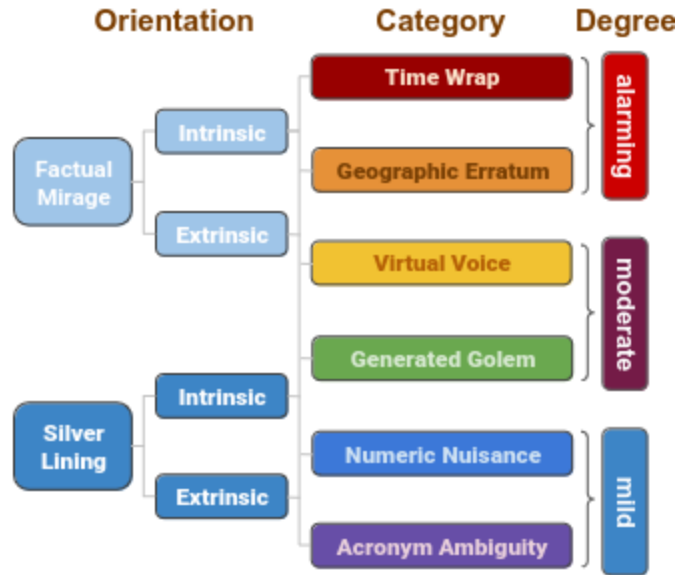 Orientation
Category
Degree
Factual
Mirage
Intrinsic
Extrinsic
Silver
Lining
Intrinsic
Extrinsic
Time Wrap
Geographic Erratum
Virtual Voice
Generated Golem
Numeric Nuisance
Acronym Ambiguity
alarming
moderate
mild